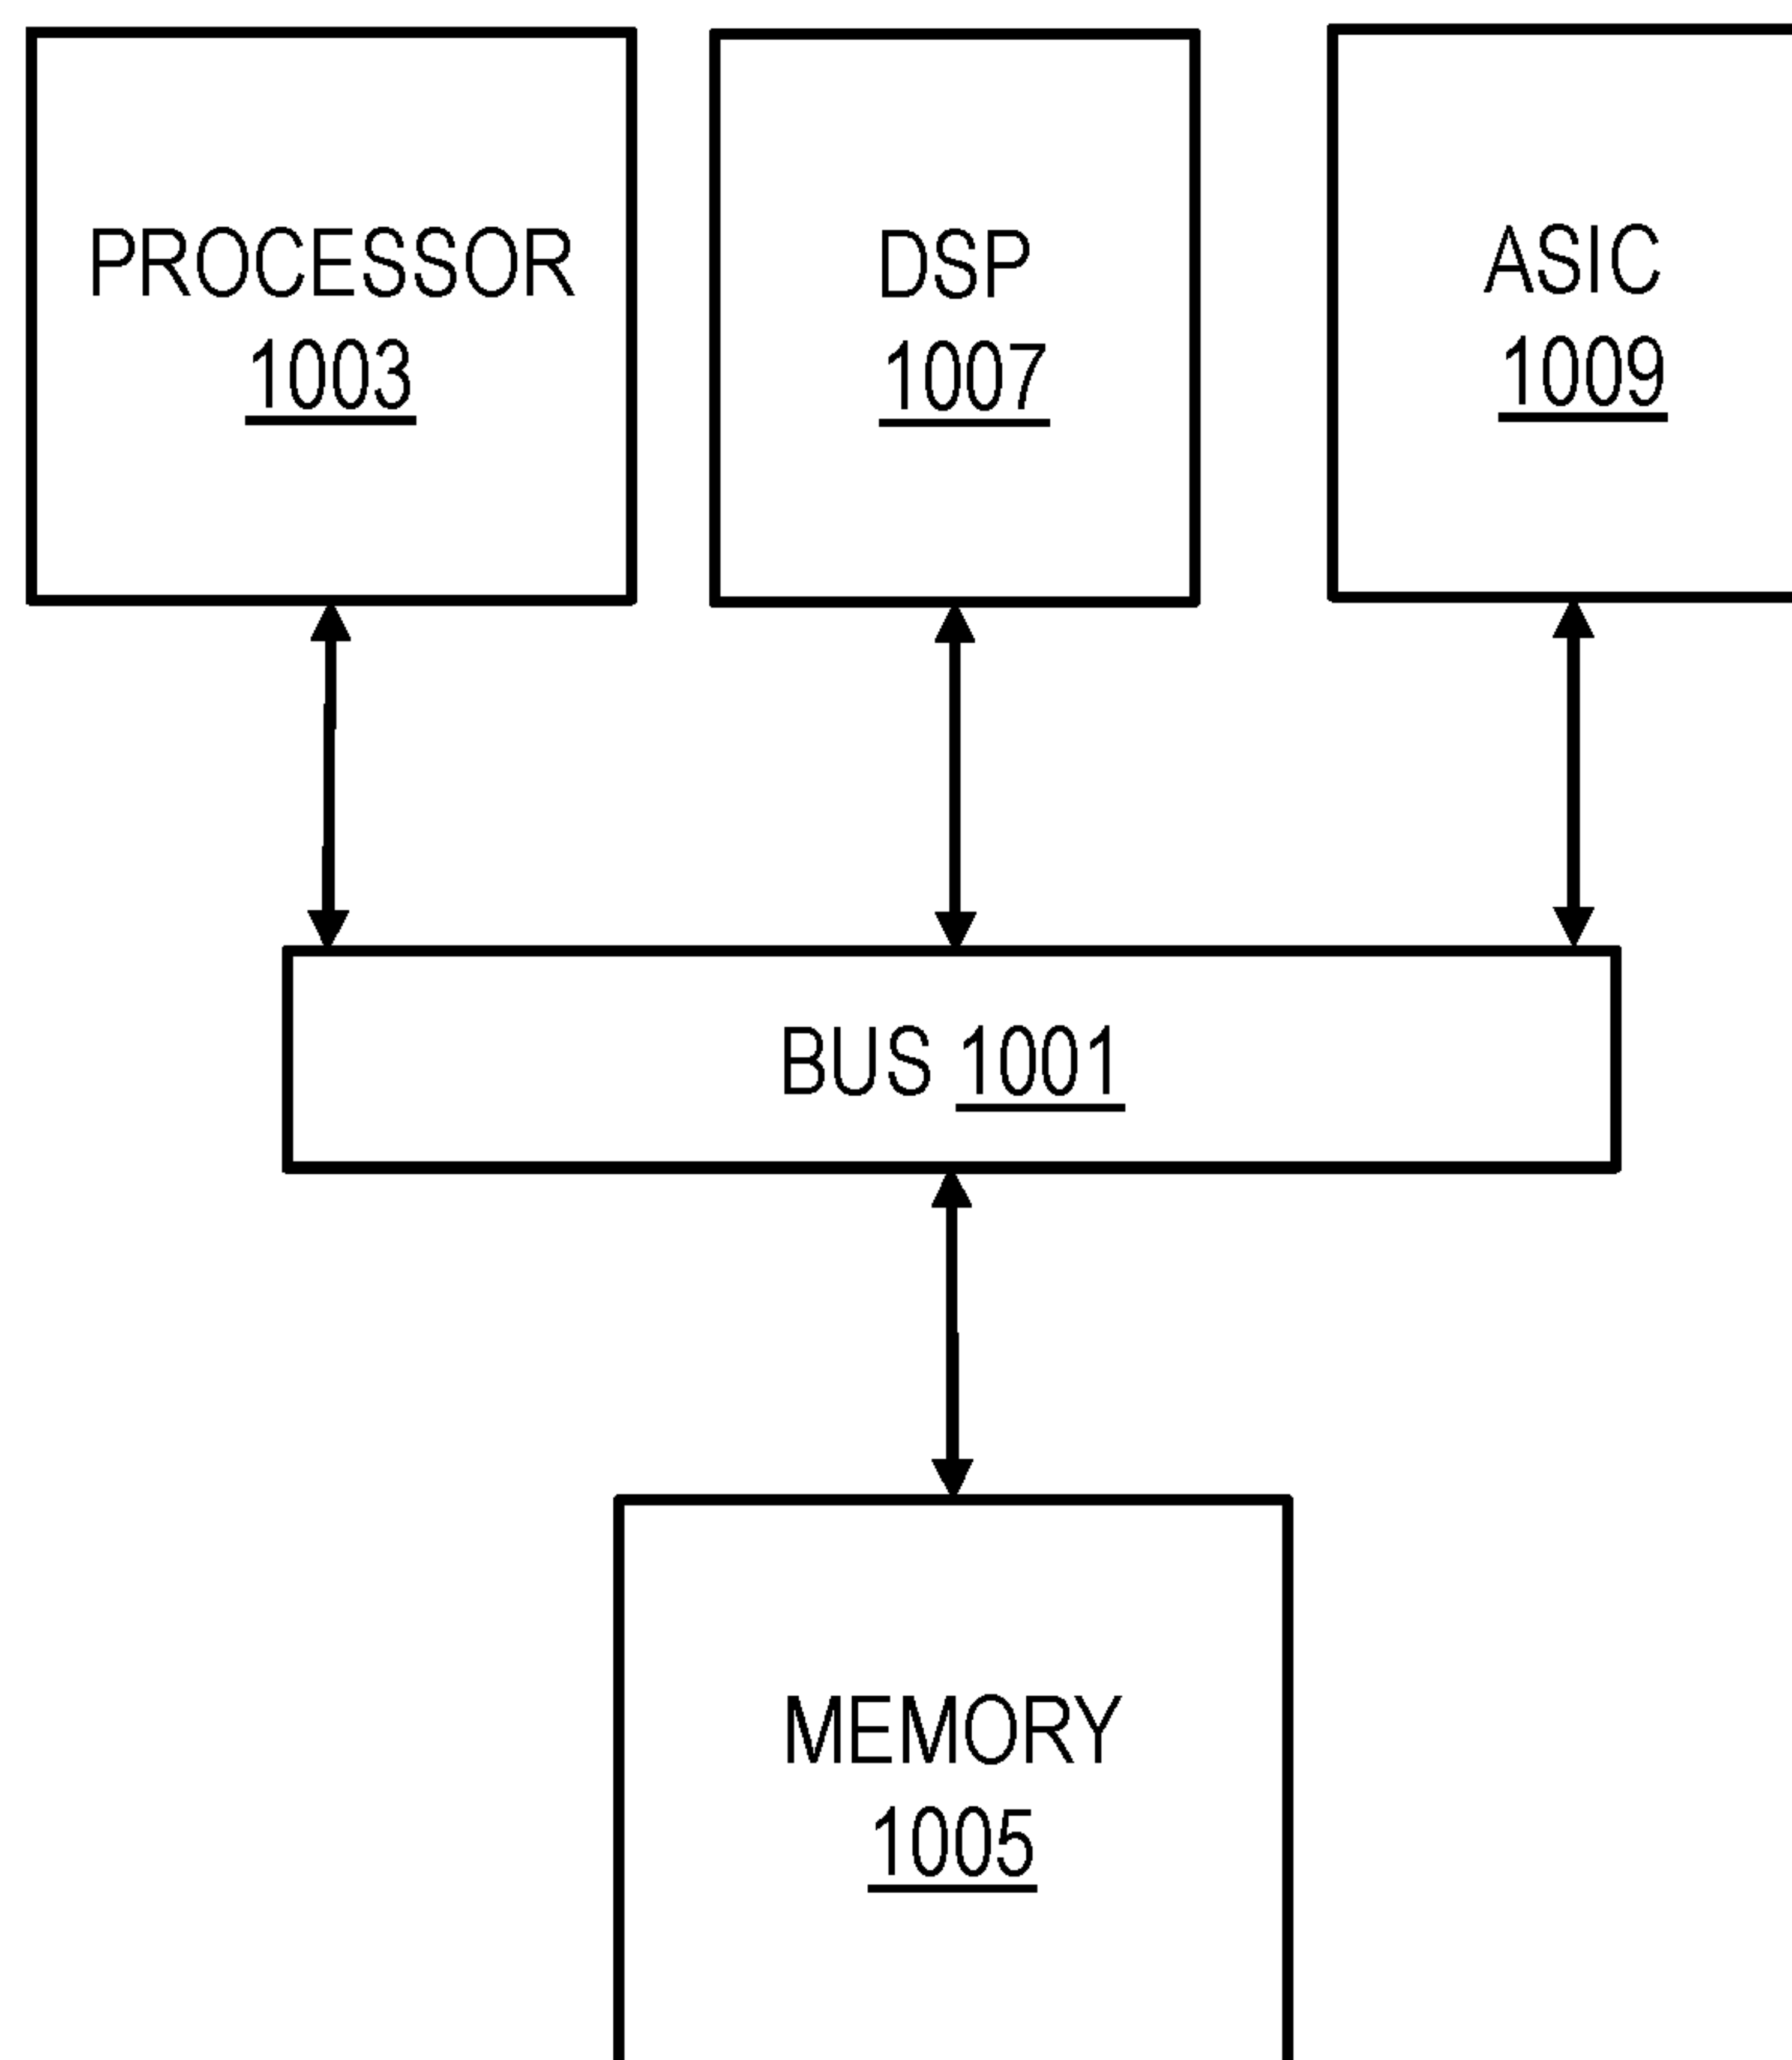 PROCESSOR
1003
DSP
1007
ASIC
1009
BUS 1001
MEMORY
1005